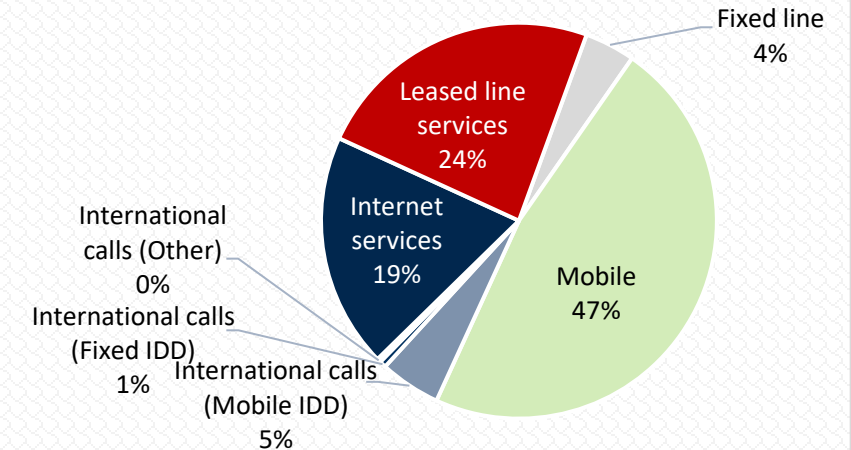 Fixed line
4%
Leased line
services
24%
Internet
services
19%
Mobile
47%
International
calls (Other)
0%
International calls
(Fixed IDD)
1%
International calls
(Mobile IDD)
5%